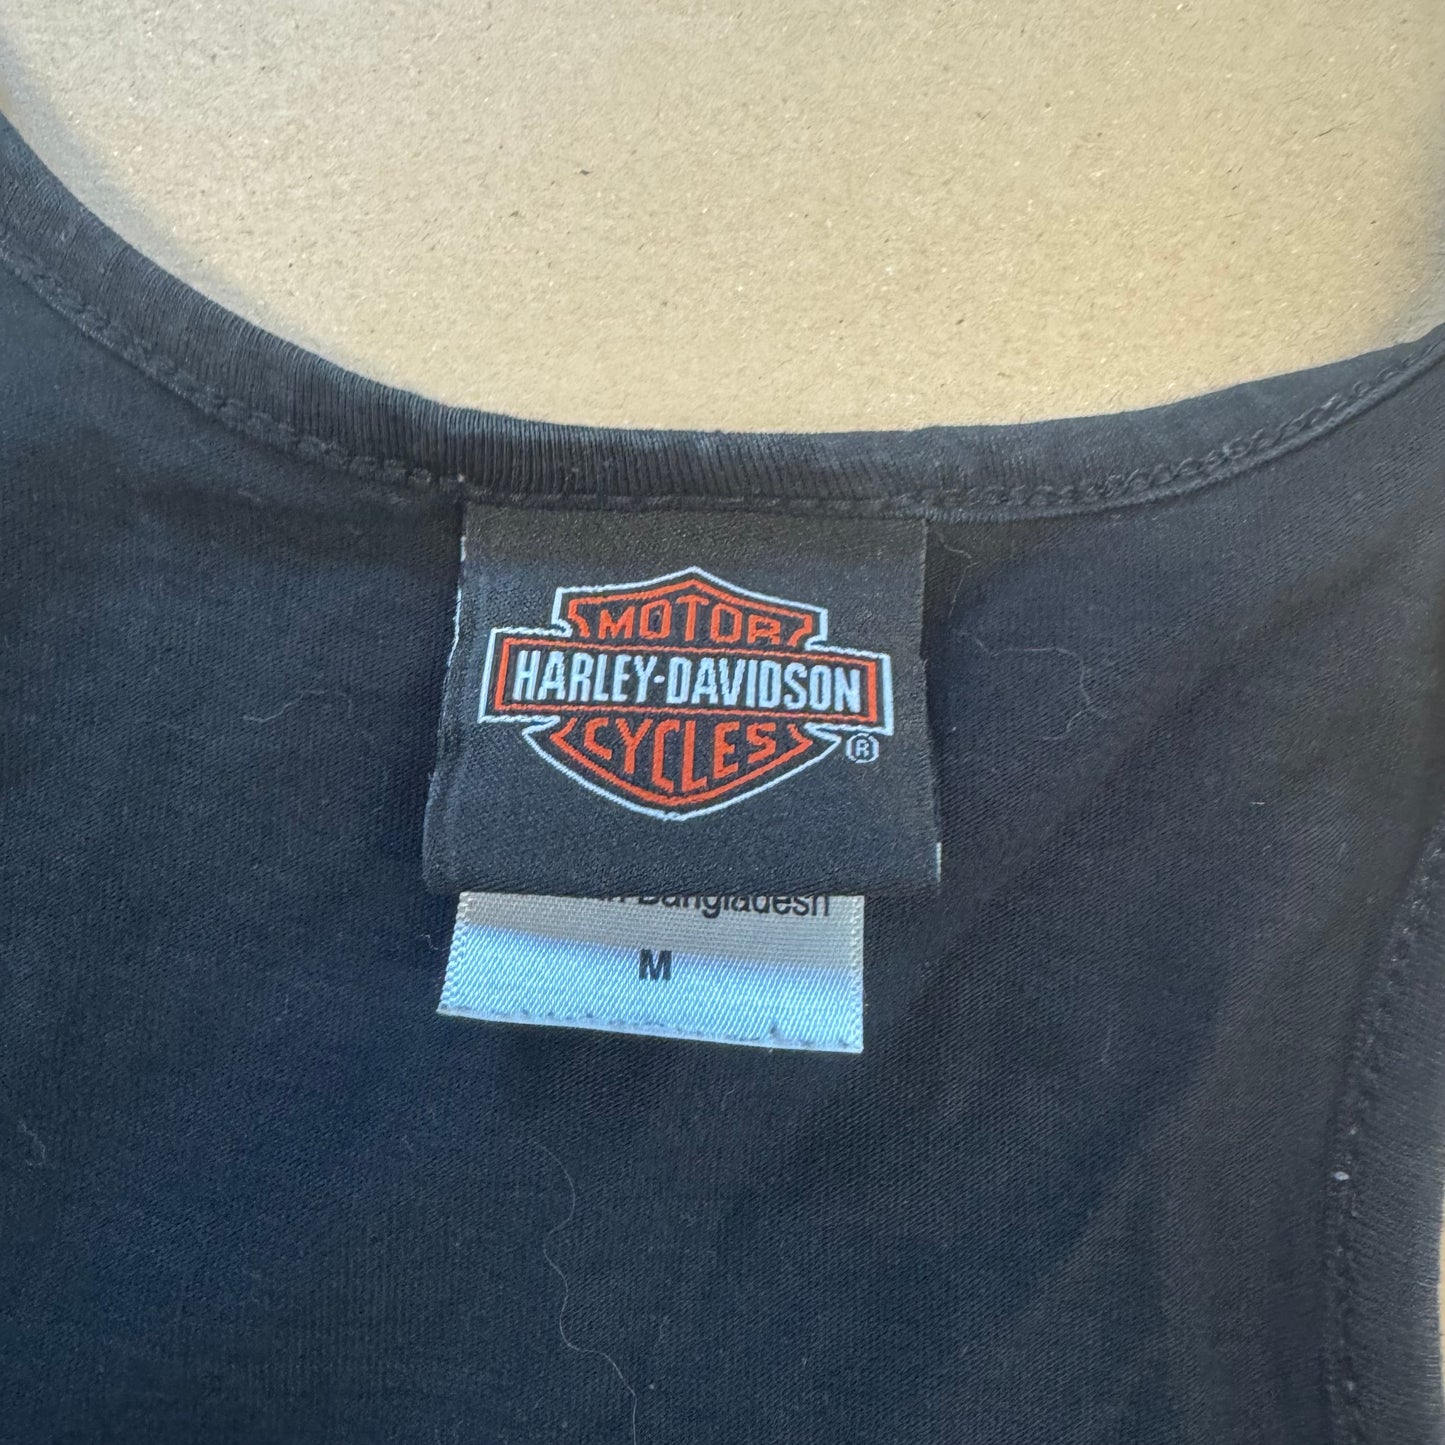 MOTOR
HARLEY-DAVIDSON
CYCLES
®
Bangladesh
M